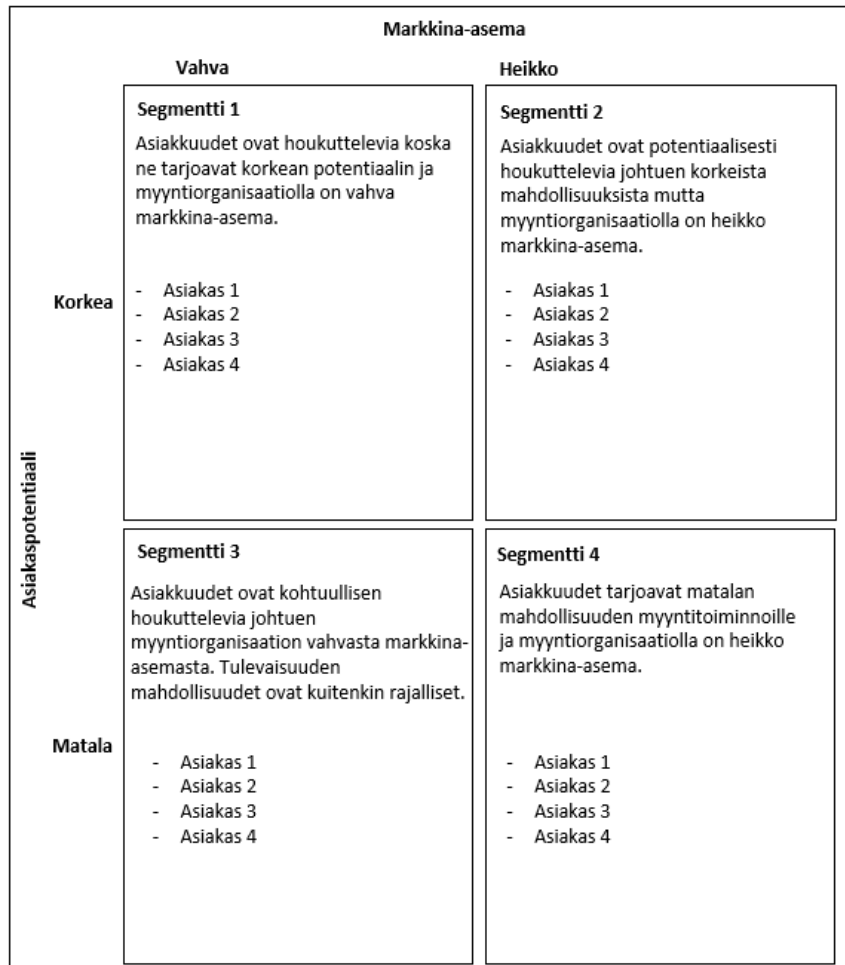 Markkina-asema
Vahva
Heikko
Segmentti 1
Asiakkuudet ovat houkuttelevia koska
ne tarjoavat korkean potentiaalin ja
myyntiorganisaatiolla on vahva
markkina-asema.
- Asiakas 1
- Asiakas 2
- Asiakas 3
- Asiakas 4
Segmentti 2
Asiakkuudet ovat potentiaalisesti
houkuttelevia johtuen korkeista
mahdollisuuksista mutta
myyntiorganisaatiolla on heikko
markkina-asema.
- Asiakas 1
- Asiakas 2
- Asiakas 3
- Asiakas 4
Korkea
Asiakaspotentiaali
Segmentti 3
Asiakkuudet ovat kohtuullisen
houkuttelevia johtuen
myyntiorganisaation vahvasta markkina-
asemasta. Tulevaisuuden
mahdollisuudet ovat kuitenkin rajalliset.
- Asiakas 1
- Asiakas 2
- Asiakas 3
- Asiakas 4
Segmentti 4
Asiakkuudet tarjoavat matalan
mahdollisuuden myyntitoiminnoille
ja myyntiorganisaatiolla on heikko
markkina-asema.
- Asiakas 1
- Asiakas 2
- Asiakas 3
- Asiakas 4
Matala